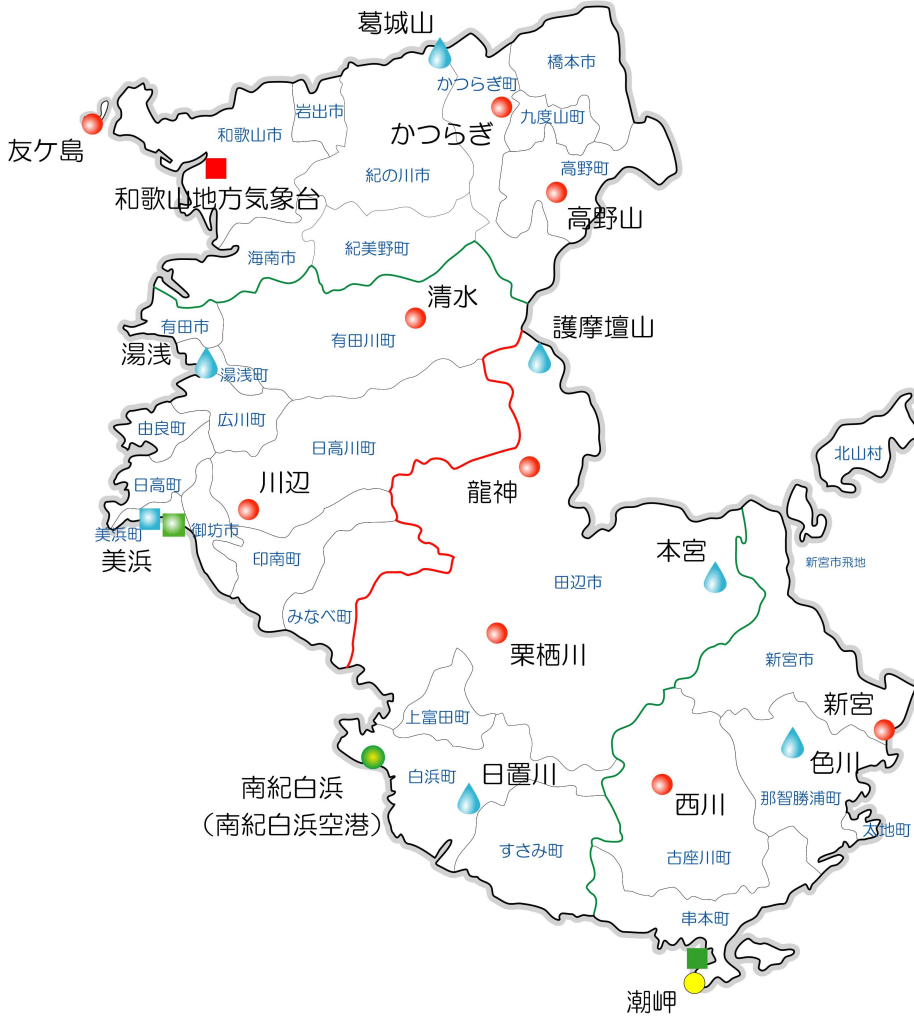 葛城山
橋本市
かつらぎ町
岩出市
かつらぎ
九度山町
友ケ島
和歌山市
紀の川市
高野町
和歌山地方気象台
高野山
海南市
紀美野町
清水
有田市
有田川町
護摩壇山
湯浅
湯浅町
広川町
由良町
日高川町
北山村
日高町
川辺
龍神
美浜町
御坊市
美浜
印南町
本宮
新宮市飛地
田辺市
みなべ町
栗栖川
新宮市
上富田町
新宮
色川
南紀白浜
(南紀白浜空港)
白浜町
日置川
西川
那智勝浦町
太地町
すさみ町
古座川町
串本町
潮岬